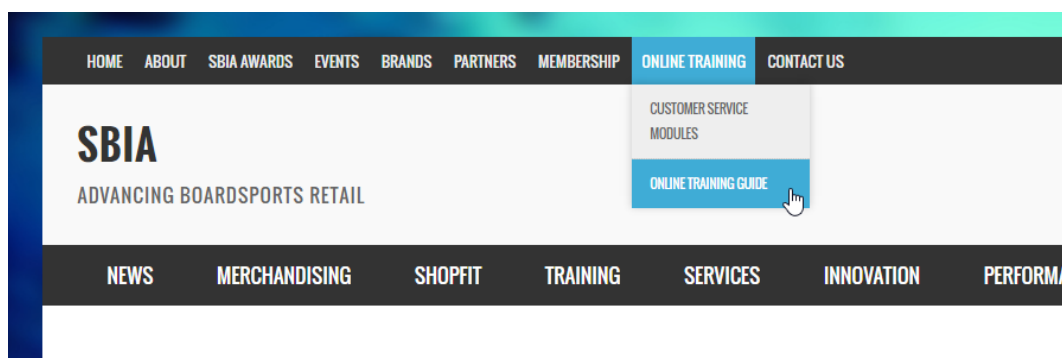 HOME ABOUT SBIA AWARDS EVENTS BRANDS PARTNERS MEMBERSHIP ONLINE TRAINING CONTACT US
CUSTOMER SERVICE
MODULES
ONLINE TRAINING GUIDE
SBIA
ADVANCING BOARDSPORTS RETAIL
NEWS MERCHANDISING SHOPFIT TRAINING SERVICES INNOVATION PERFORMA